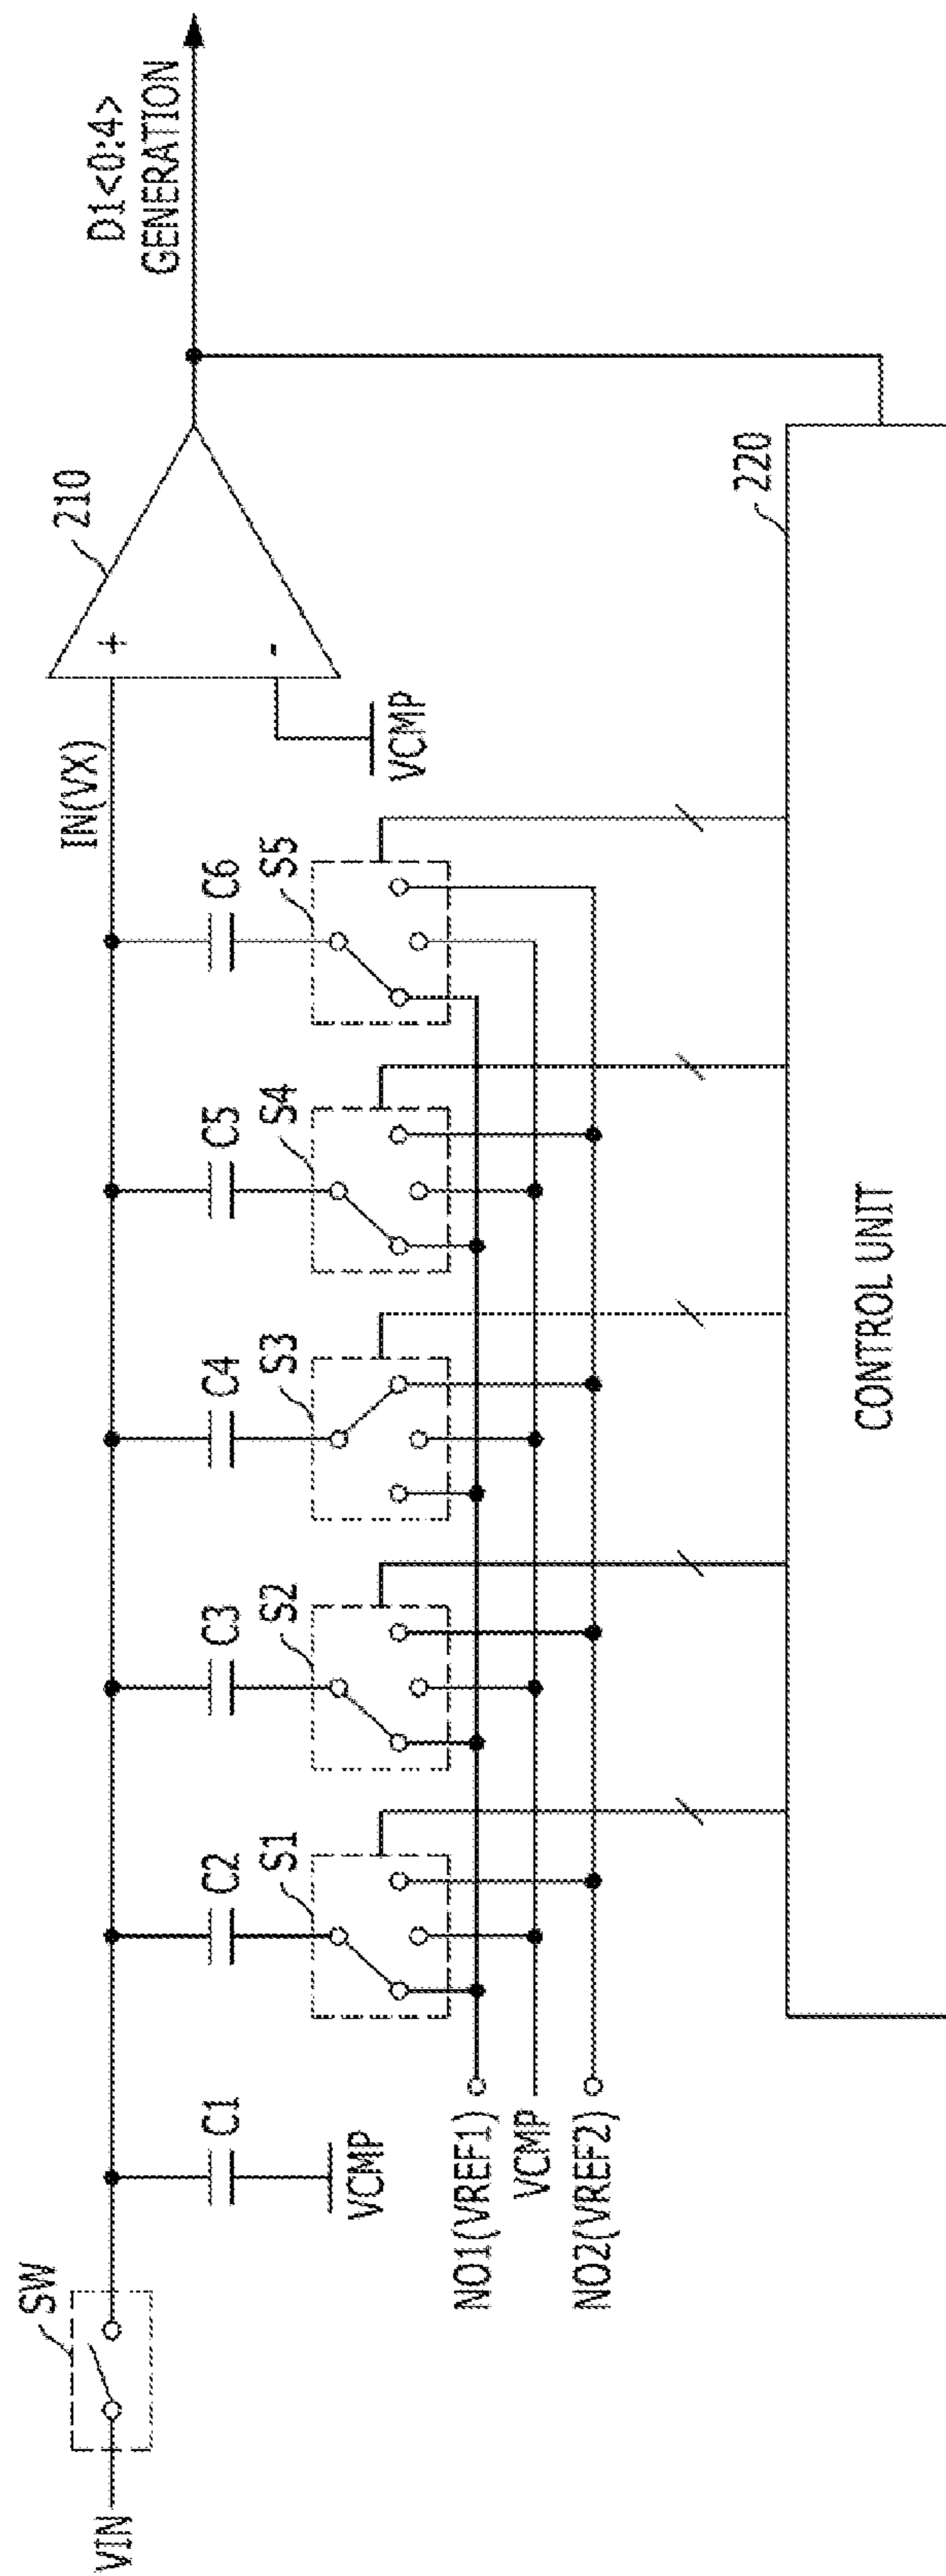 SW
VIN
C1
VCMP
C2
S1
C3
S2
C4
S3
C5
S4
C6
S5
IN(VX)
210
+
-
VCMP
D1<0:4>
GENERATION
NO1(VREF1)
VCMP
NO2(VREF2)
220
CONTROL UNIT